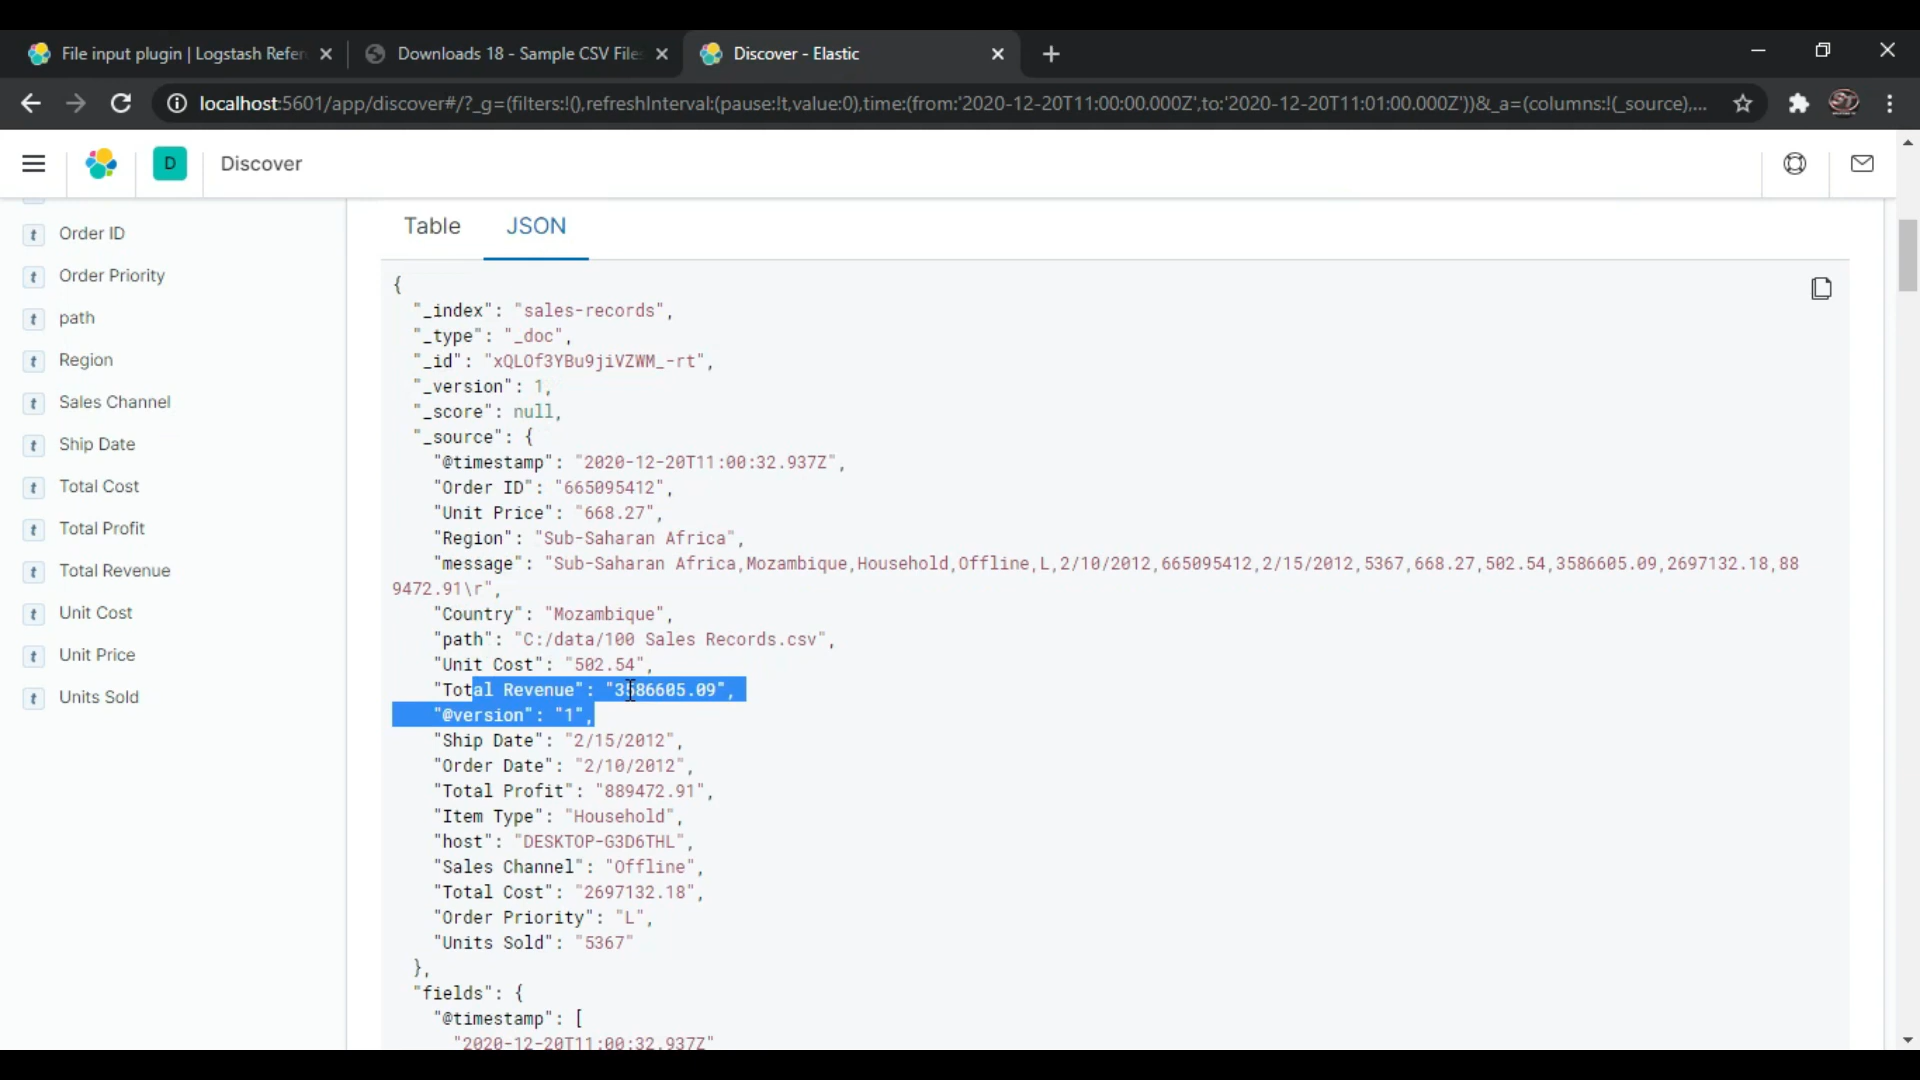 File input plugin | Logstash Refer
Downloads 18 - Sample CSV File
Discover - Elastic
localhost:5601/app/discover#/?_g=(filters:!(),refreshInterval:(pause:!t,value:0),time:(from:'2020-12-20T11:00:00.000Z',to:'2020-12-20T11:01:00.000Z'))&_a=(columns:!(_source),...
D
Discover
t Order ID
t Order Priority
t path
t Region
t Sales Channel
t Ship Date
t Total Cost
t Total Profit
t Total Revenue
t Unit Cost
t Unit Price
t Units Sold
Table JSON
{
"_index": "sales-records",
"_type": "_doc",
"_id": "xQLOf3YBu9jiVZWM_-rt",
"_version": 1,
"_score": null,
"_source": {
"@timestamp": "2020-12-20T11:00:32.937Z",
"Order ID": "665095412",
"Unit Price": "668.27",
"Region": "Sub-Saharan Africa",
"message": "Sub-Saharan Africa,Mozambique,Household,Offline,L,2/10/2012,665095412,2/15/2012,5367,668.27,502.54,3586605.09,2697132.18,88
9472.91\r",
"Country": "Mozambique",
"path": "C:/data/100 Sales Records.csv",
"Unit Cost": "502.54",
"Total Revenue": "3586605.09",
"@version": "1",
"Ship Date": "2/15/2012",
"Order Date": "2/10/2012",
"Total Profit": "889472.91",
"Item Type": "Household",
"host": "DESKTOP-G3D6THL",
"Sales Channel": "Offline",
"Total Cost": "2697132.18",
"Order Priority": "L",
"Units Sold": "5367"
},
"fields": {
"@timestamp": [
"2020-12-20T11:00:32.937Z"